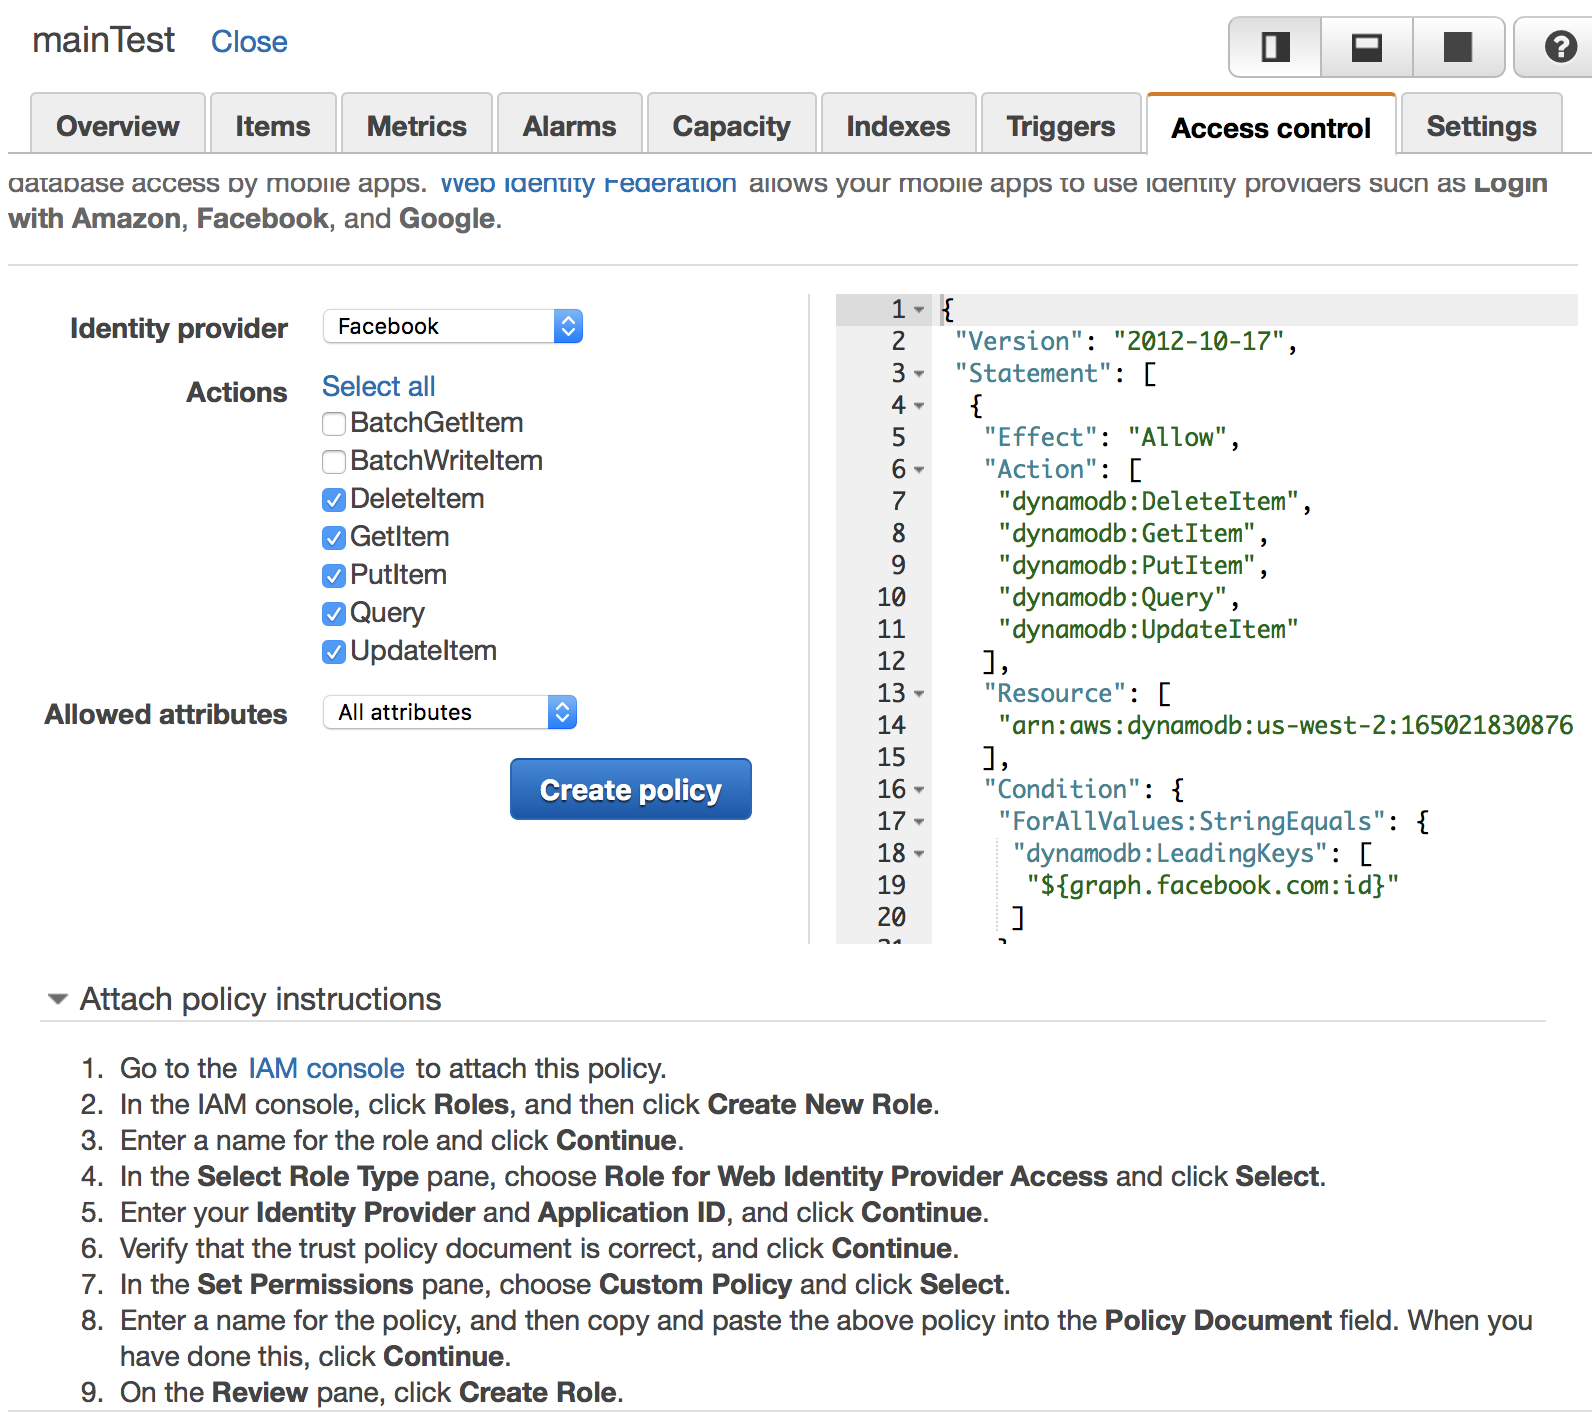 mainTest Close
Overview Items Metrics Alarms Capacity Indexes Triggers Access control Settings
database access by mobile apps. Web Identity Federation allows your mobile apps to use identity providers such as Login
with Amazon, Facebook, and Google.
Identity provider Facebook
Actions Select all
BatchGetItem
BatchWriteItem
DeleteItem
GetItem
PutItem
Query
UpdateItem
Allowed attributes All attributes
Create policy
1 {
2 "Version": "2012-10-17",
3 "Statement": [
4 {
5 "Effect": "Allow",
6 "Action": [
7 "dynamodb:DeleteItem",
8 "dynamodb:GetItem",
9 "dynamodb:PutItem",
10 "dynamodb:Query",
11 "dynamodb:UpdateItem"
12 ],
13 "Resource": [
14 "arn:aws:dynamodb:us-west-2:165021830876
15 ],
16 "Condition": {
17 "ForAllValues:StringEquals": {
18 "dynamodb:LeadingKeys": [
19 "${graph.facebook.com:id}"
20 ]
21 }
Attach policy instructions
1. Go to the IAM console to attach this policy.
2. In the IAM console, click Roles, and then click Create New Role.
3. Enter a name for the role and click Continue.
4. In the Select Role Type pane, choose Role for Web Identity Provider Access and click Select.
5. Enter your Identity Provider and Application ID, and click Continue.
6. Verify that the trust policy document is correct, and click Continue.
7. In the Set Permissions pane, choose Custom Policy and click Select.
8. Enter a name for the policy, and then copy and paste the above policy into the Policy Document field. When you
have done this, click Continue.
9. On the Review pane, click Create Role.